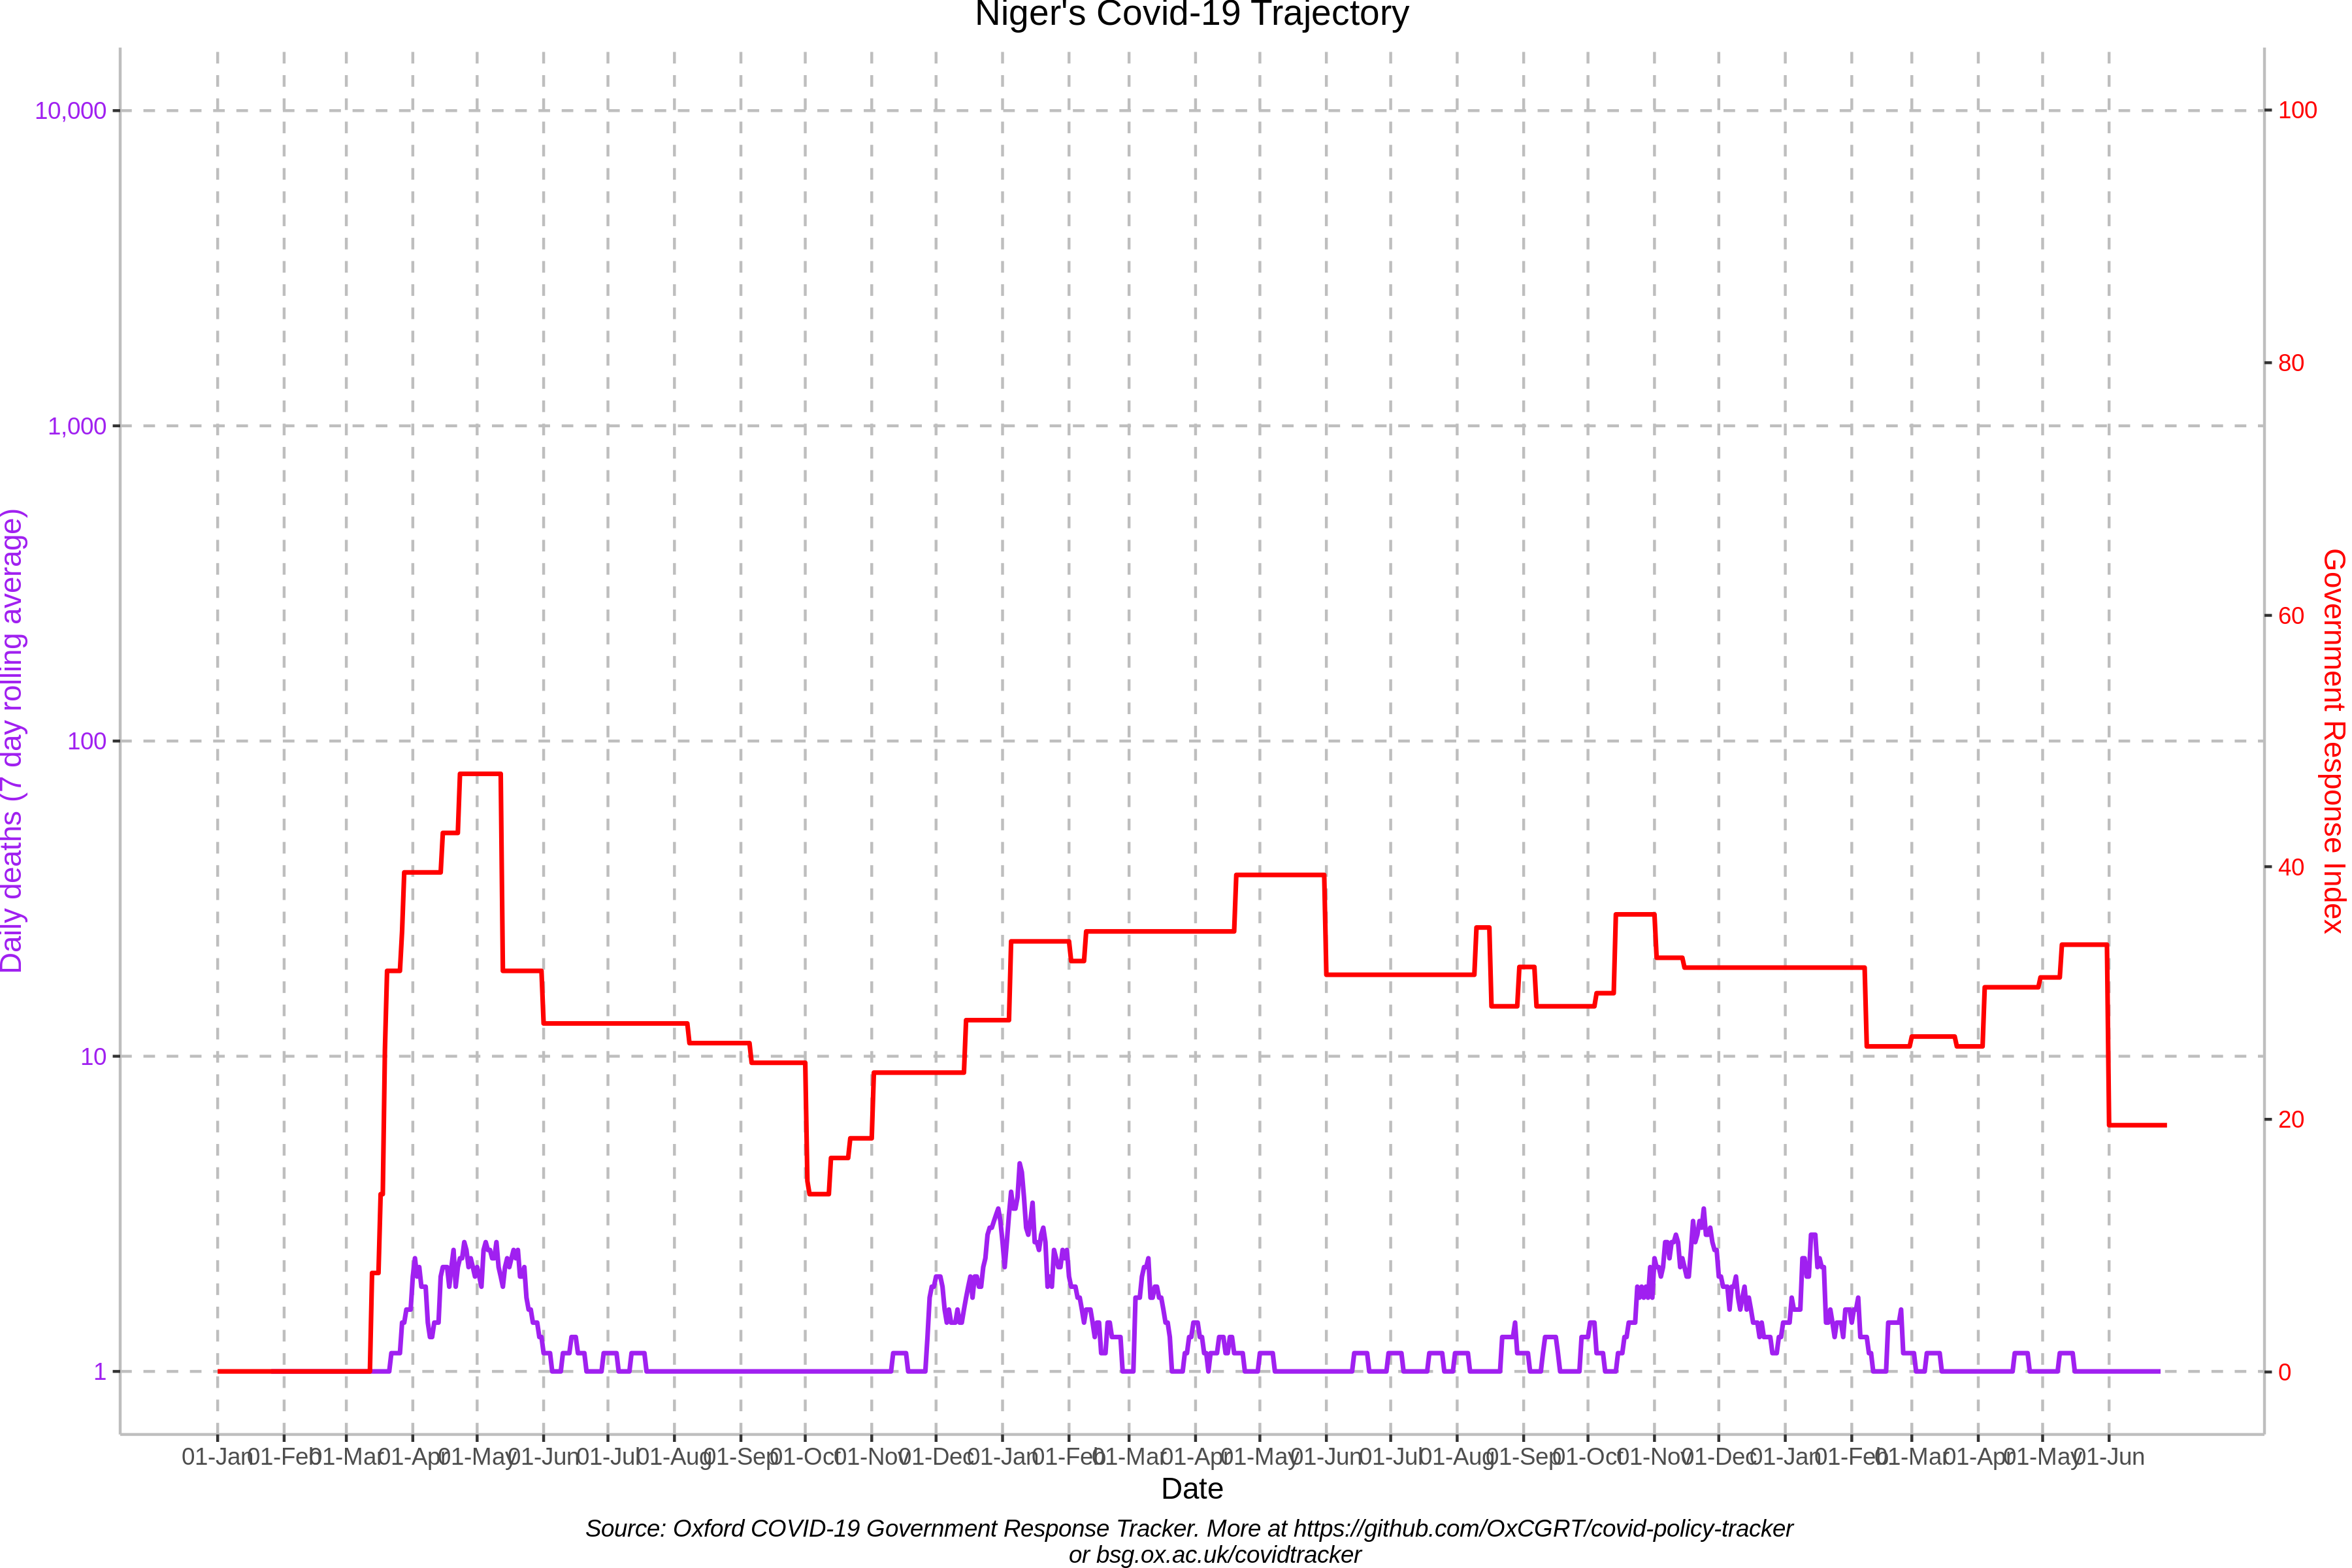 Niger's Covid-19 Trajectory
10,000
1,000
100
10
1
Daily deaths (7 day rolling average)
100
80
60
40
20
0
Government Response Index
01-Jan 01-Feb 01-Mar 01-Apr 01-May 01-Jun 01-Jul 01-Aug 01-Sep 01-Oct 01-Nov 01-Dec 01-Jan 01-Feb 01-Mar 01-Apr 01-May 01-Jun 01-Jul 01-Aug 01-Sep 01-Oct 01-Nov 01-Dec 01-Jan 01-Feb 01-Mar 01-Apr 01-May 01-Jun
Date
Source: Oxford COVID-19 Government Response Tracker. More at https://github.com/OxCGRT/covid-policy-tracker
or bsg.ox.ac.uk/covidtracker